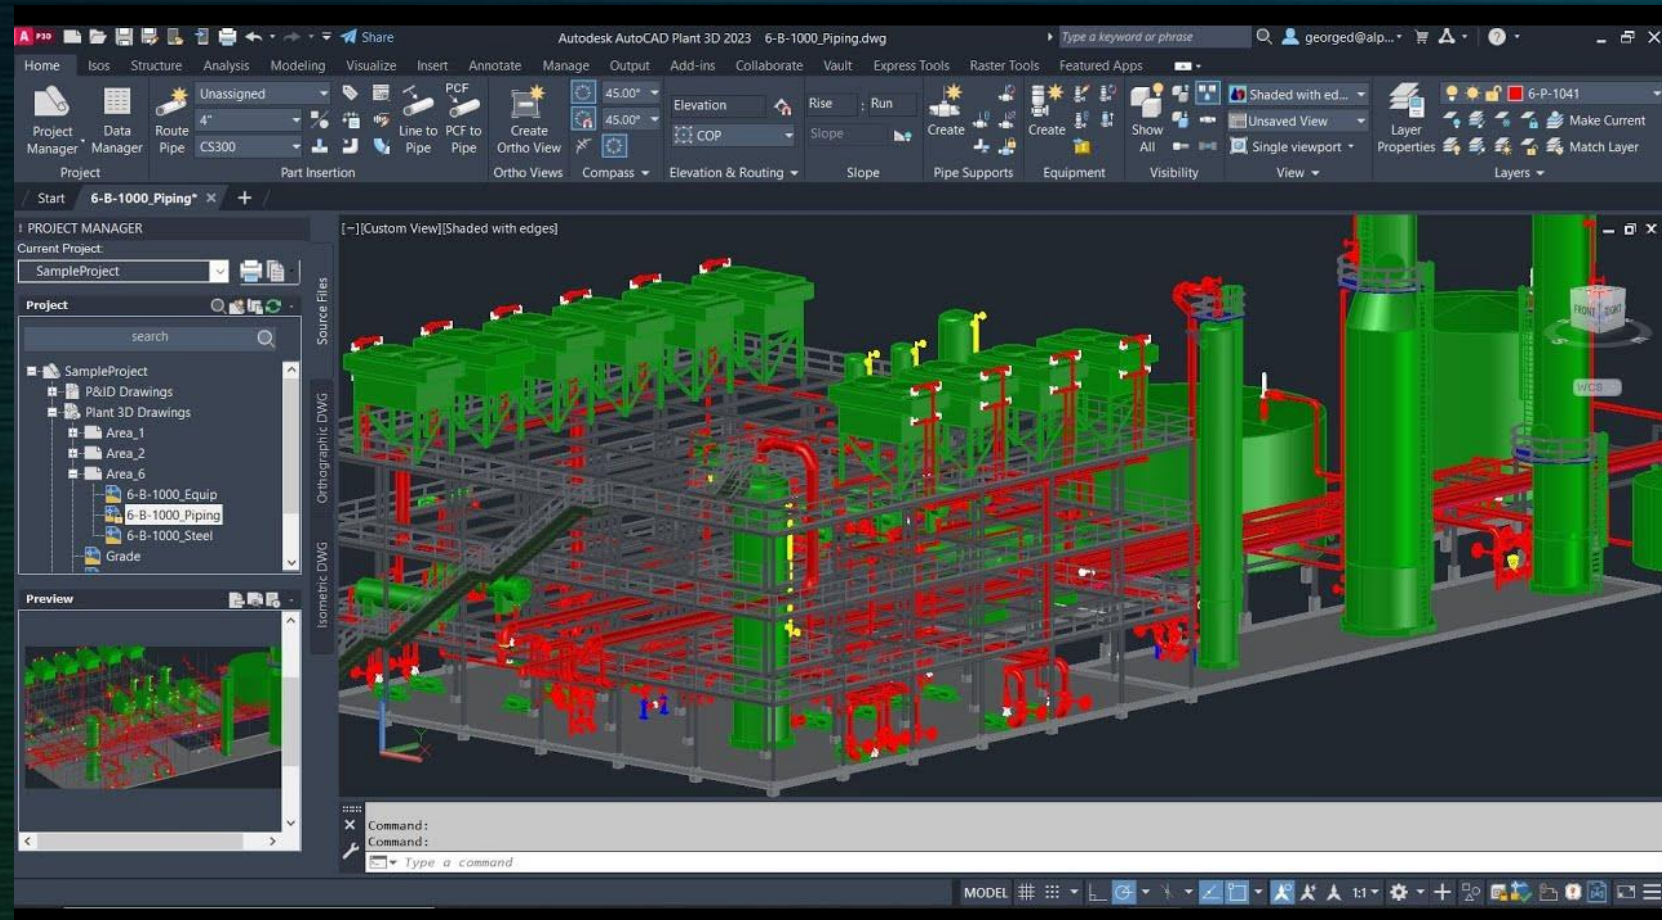 A P3D Share Autodesk AutoCAD Plant 3D 2023 6-B-1000_Piping.dwg Type a keyword or phrase georged@alp...
Home Isos Structure Analysis Modeling Visualize Insert Annotate Manage Output Add-ins Collaborate Vault Express Tools Raster Tools Featured Apps
Unassigned PCF 45.00° Elevation Rise : Run Shaded with ed... 6-P-1041
4" 45.00° COP Slope Unsaved View Make Current
Project Manager Data Manager Route Pipe CS300 Line to Pipe PCF to Pipe Create Ortho View Create Create Show All Single viewport Layer Properties Match Layer
Project Part Insertion Ortho Views Compass Elevation & Routing Slope Pipe Supports Equipment Visibility View Layers
Start 6-B-1000_Piping* × +
PROJECT MANAGER
Current Project:
SampleProject
Project
search
SampleProject
P&ID Drawings
Plant 3D Drawings
Area_1
Area_2
Area_6
6-B-1000_Equip
6-B-1000_Piping
6-B-1000_Steel
Grade
Preview
Source Files
Orthographic DWG
Isometric DWG
[−][Custom View][Shaded with edges]
FRONT RIGHT
WCS
Y
X
Command:
Command:
Type a command
MODEL 1:1